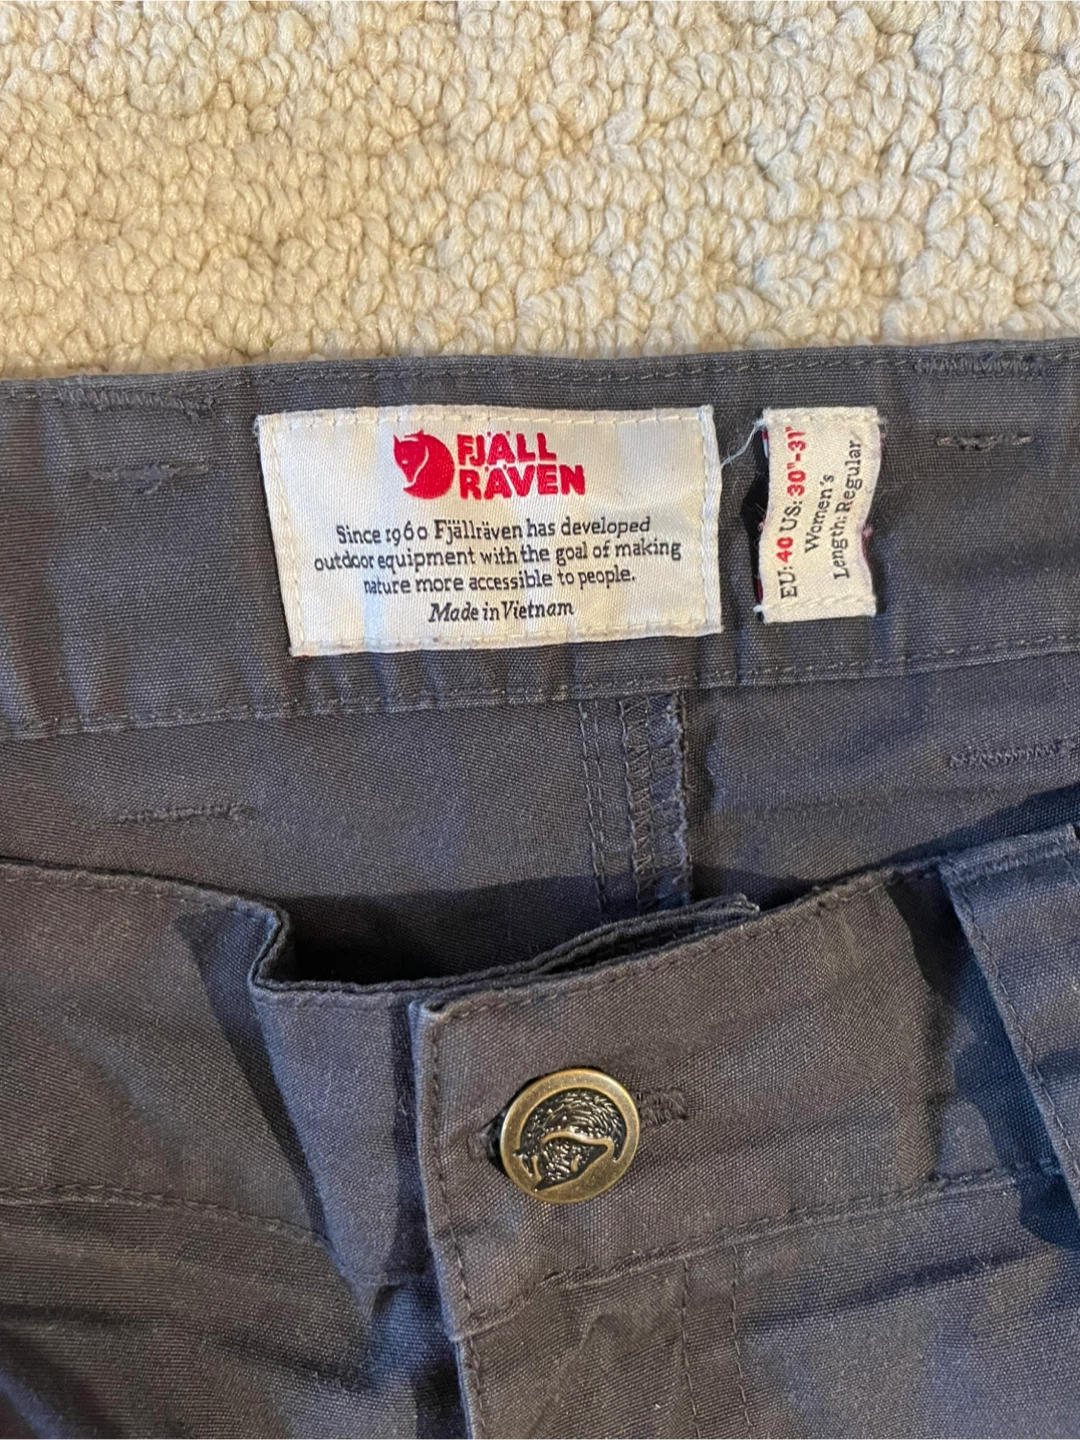 FJÄLL
RÄVEN
Since 1960 Fjällräven has developed
outdoor equipment with the goal of making
nature more accessible to people.
Made in Vietnam
EU: 40 US: 30"-31"
Women's
Length: Regular